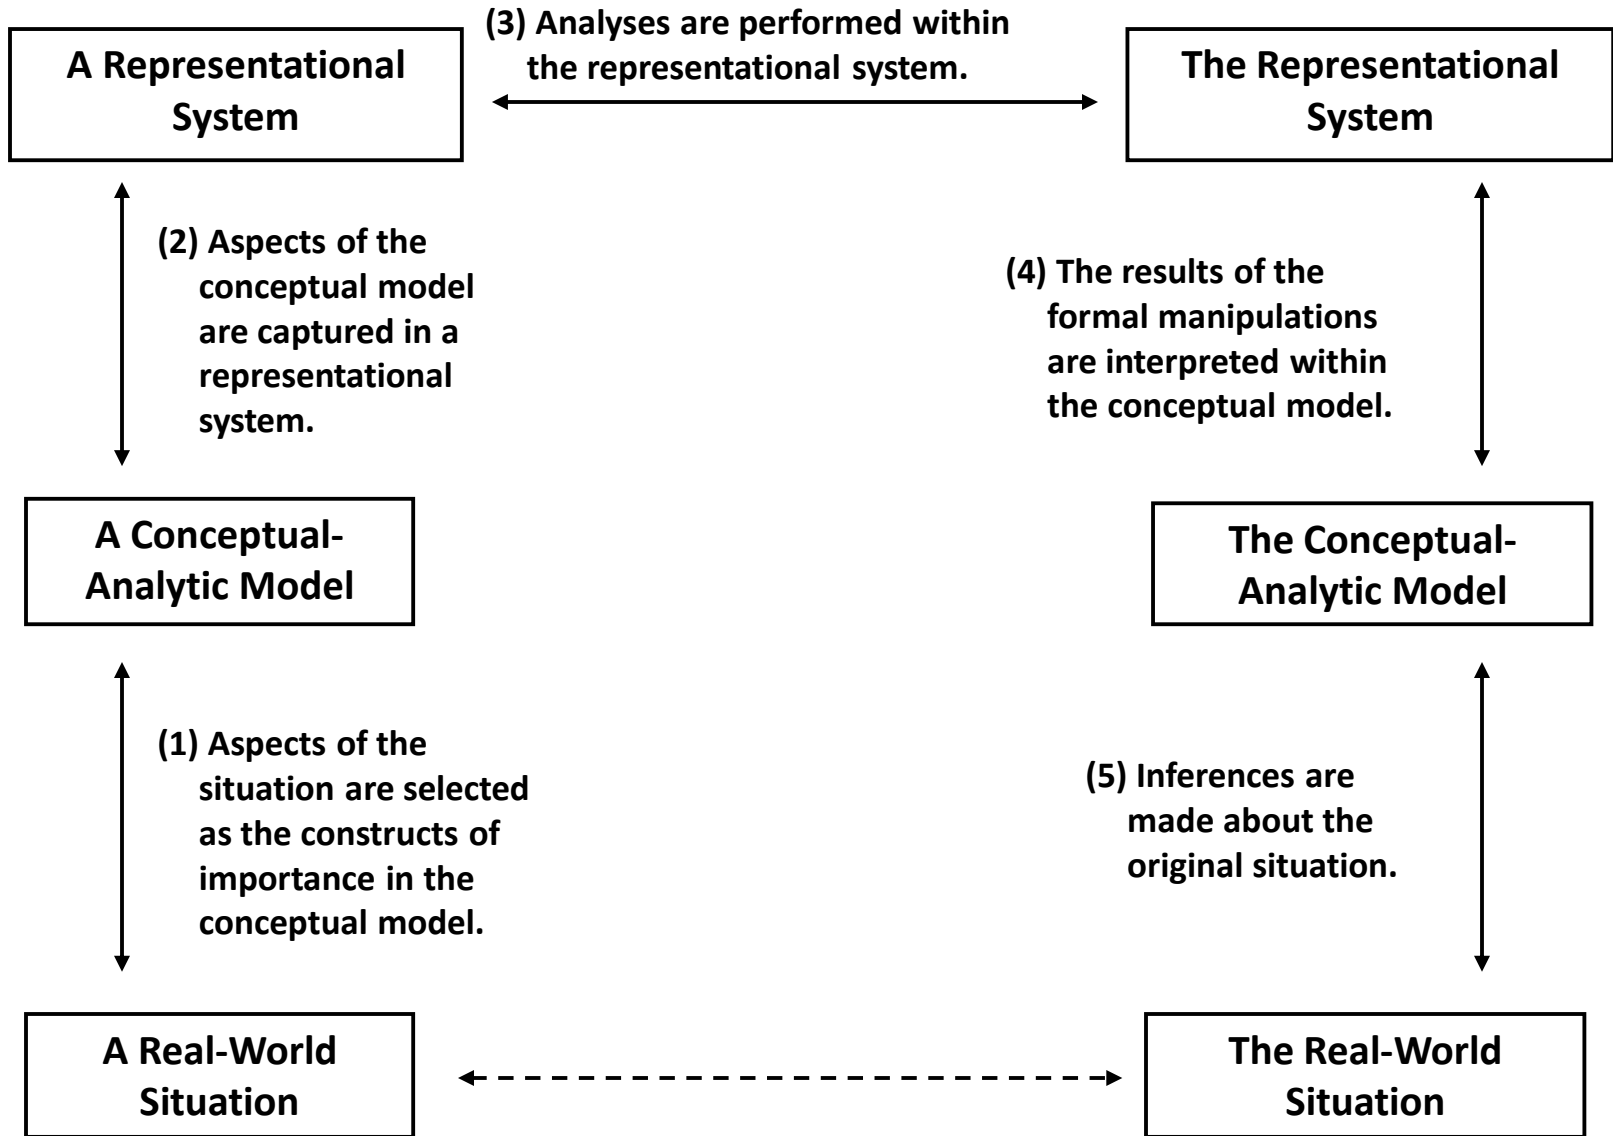 (3) Analyses are performed within
the representational system.
A Representational
System
The Representational
System
(2) Aspects of the
conceptual model
are captured in a
representational
system.
(4) The results of the
formal manipulations
are interpreted within
the conceptual model.
A Conceptual-
Analytic Model
The Conceptual-
Analytic Model
(1) Aspects of the
situation are selected
as the constructs of
importance in the
conceptual model.
(5) Inferences are
made about the
original situation.
A Real-World
Situation
The Real-World
Situation